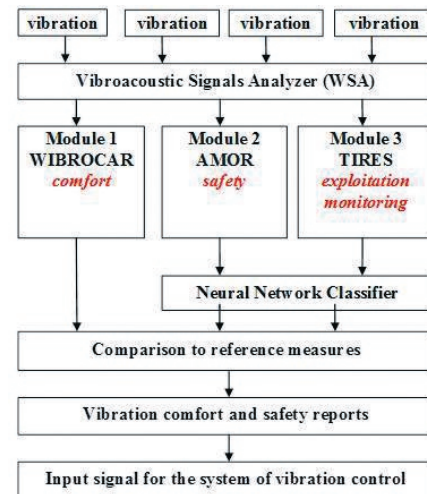 vibration vibration vibration vibration
Vibroacoustic Signals Analyzer (WSA)
Module 1
WIBROCAR
comfort
Module 2
AMOR
safety
Module 3
TIRES
exploitation
monitoring
Neural Network Classifier
Comparison to reference measures
Vibration comfort and safety reports
Input signal for the system of vibration control